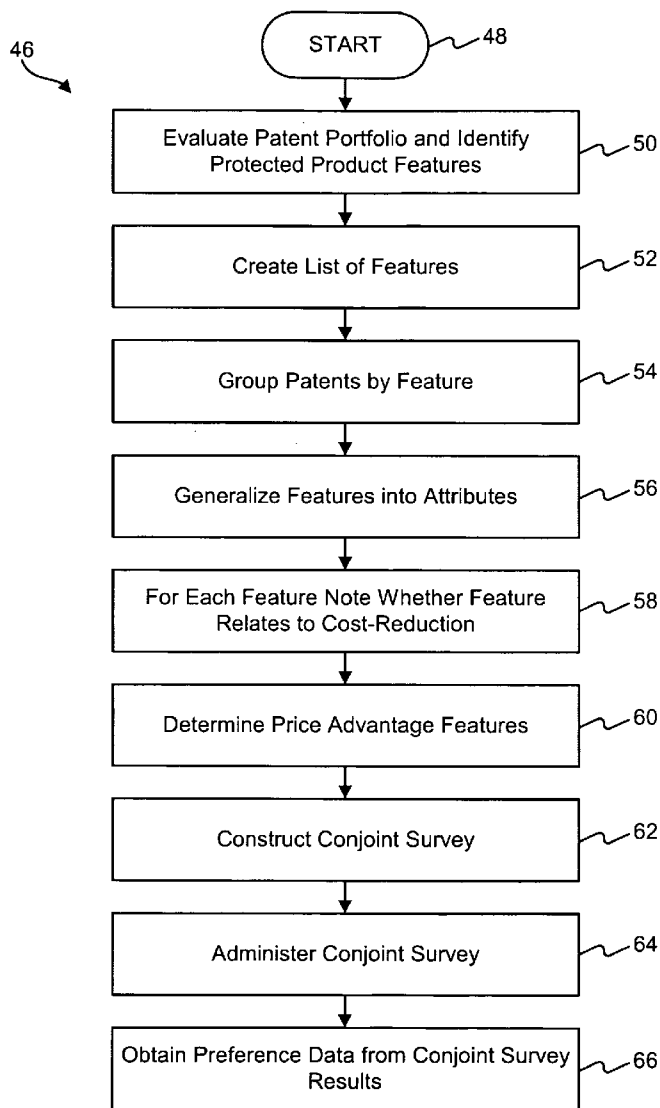 46
START
48
Evaluate Patent Portfolio and Identify
Protected Product Features
50
Create List of Features
52
Group Patents by Feature
54
Generalize Features into Attributes
56
For Each Feature Note Whether Feature
Relates to Cost-Reduction
58
Determine Price Advantage Features
60
Construct Conjoint Survey
62
Administer Conjoint Survey
64
Obtain Preference Data from Conjoint Survey
Results
66